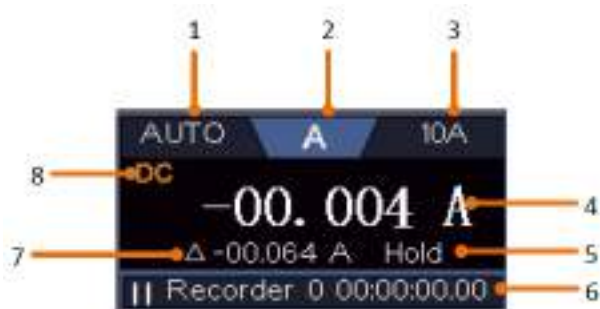 1 2 3
AUTO A 10A
8 DC
-00.004 A 4
7 Δ -00.064 A Hold 5
|| Recorder 0 00:00:00.00 6